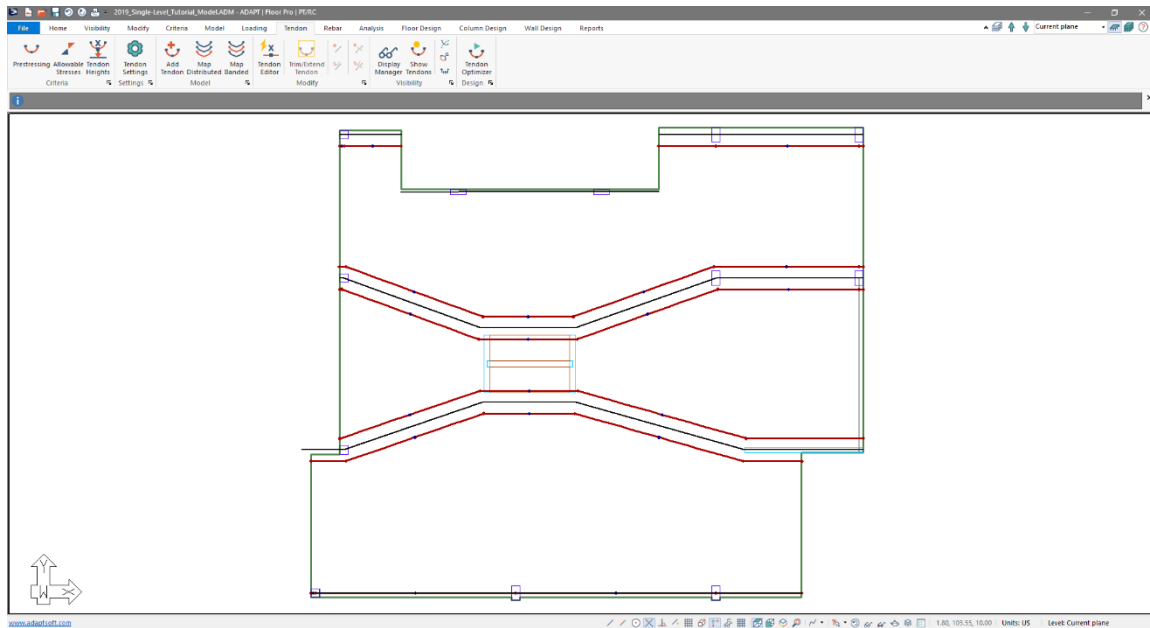 2019_Single-Level_Tutorial_Model.ADM - ADAPT | Floor Pro | PT/RC
File Home Visibility Modify Criteria Model Loading Tendon Rebar Analysis Floor Design Column Design Wall Design Reports Current plane
Prestressing Allowable Stresses Tendon Heights Tendon Settings Add Tendon Map Distributed Map Banded Tendon Editor Trim/Extend Tendon Display Manager Show Tendons Tendon Optimizer
Criteria Settings Model Modify Visibility Design
Y
W X
www.adaptsoft.com 1.80, 103.55, 10.00 Units: US Level: Current plane